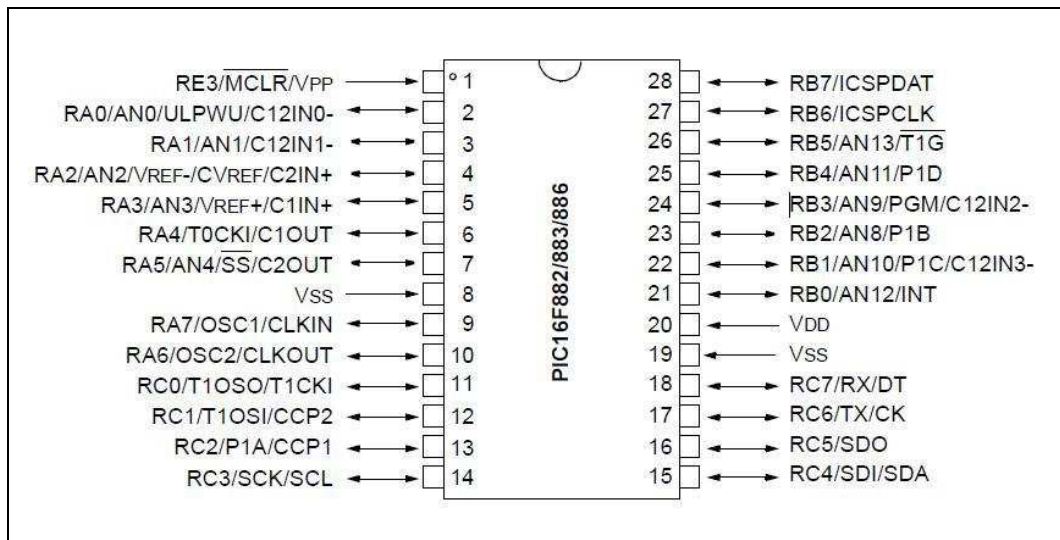 RE3/MCLR/VPP 1
RA0/AN0/ULPWU/C12IN0- 2
RA1/AN1/C12IN1- 3
RA2/AN2/VREF-/CVREF/C2IN+ 4
RA3/AN3/VREF+/C1IN+ 5
RA4/T0CKI/C1OUT 6
RA5/AN4/SS/C2OUT 7
VSS 8
RA7/OSC1/CLKIN 9
RA6/OSC2/CLKOUT 10
RC0/T1OSO/T1CKI 11
RC1/T1OSI/CCP2 12
RC2/P1A/CCP1 13
RC3/SCK/SCL 14
PIC16F882/883/886
28 RB7/ICSPDAT
27 RB6/ICSPCLK
26 RB5/AN13/T1G
25 RB4/AN11/P1D
24 RB3/AN9/PGM/C12IN2-
23 RB2/AN8/P1B
22 RB1/AN10/P1C/C12IN3-
21 RB0/AN12/INT
20 VDD
19 VSS
18 RC7/RX/DT
17 RC6/TX/CK
16 RC5/SDO
15 RC4/SDI/SDA